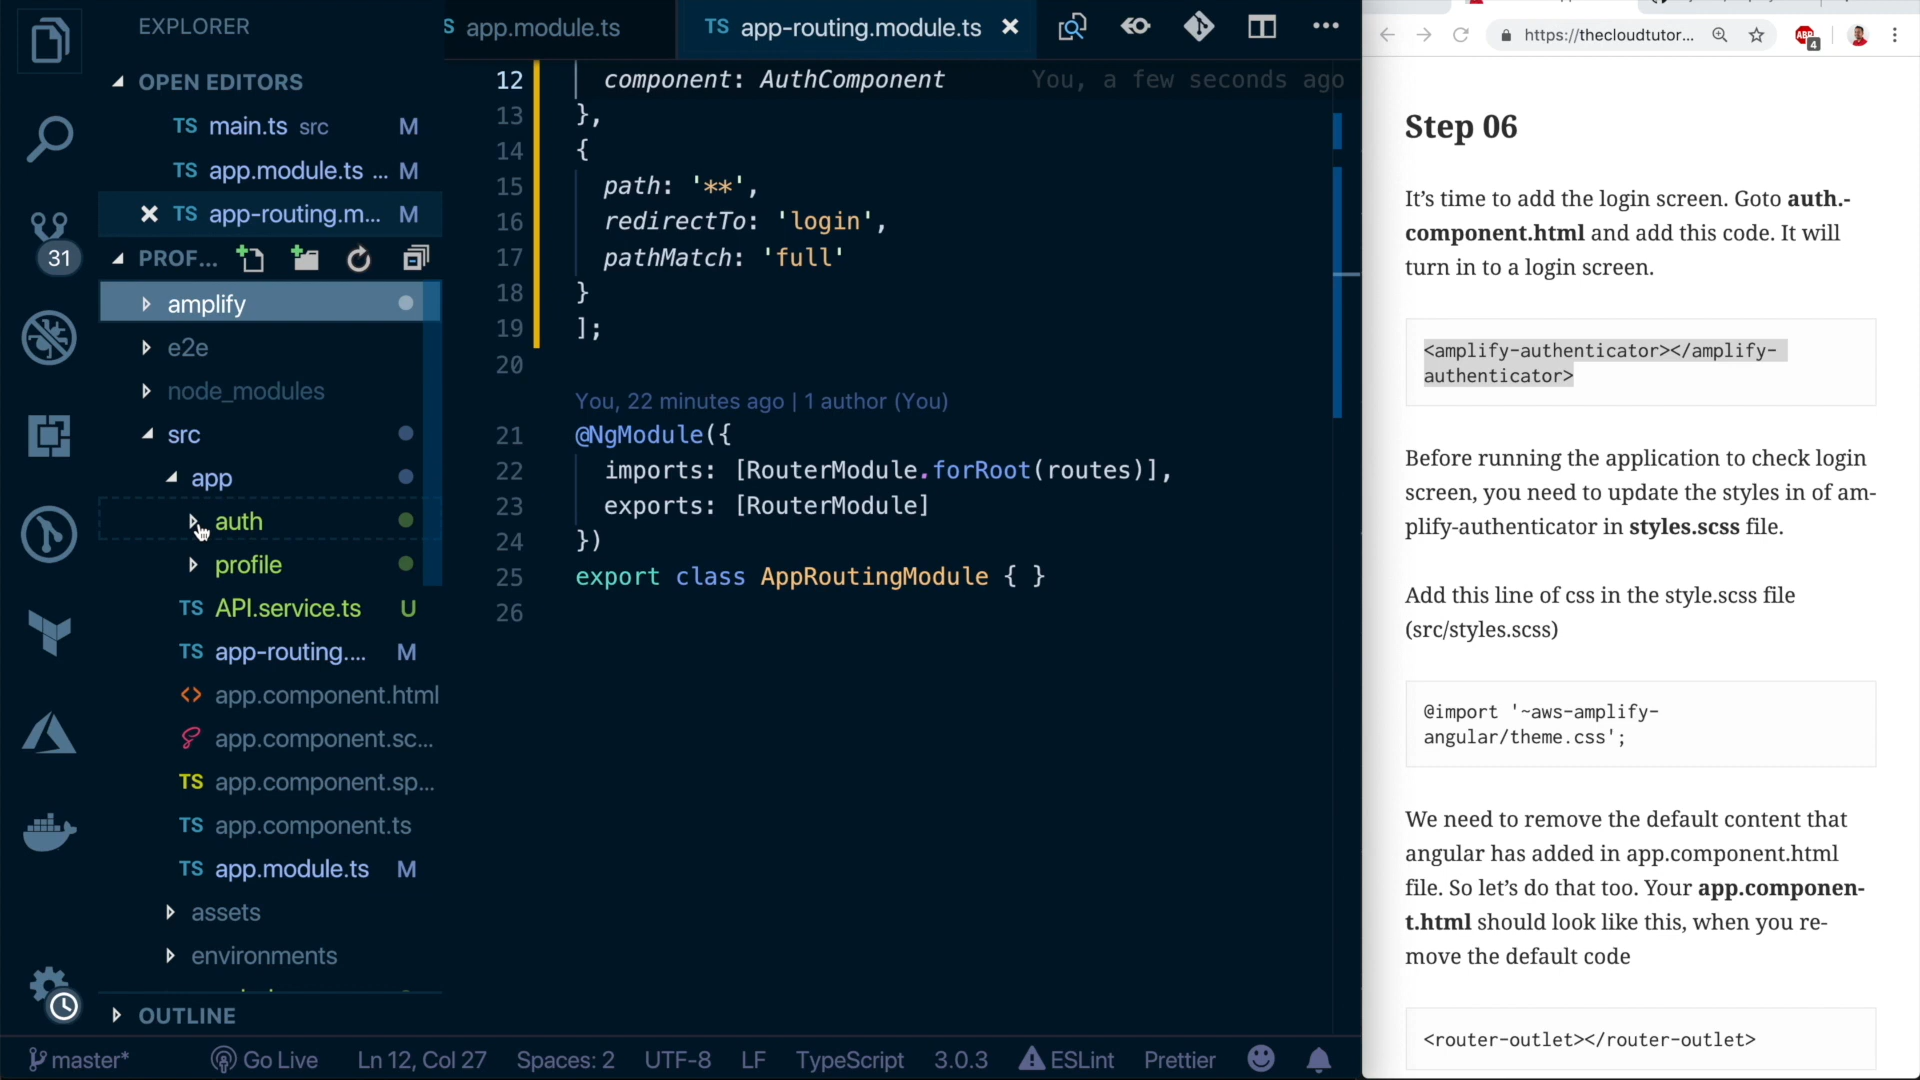 EXPLORER
OPEN EDITORS
TS main.ts src M
TS app.module.ts ... M
TS app-routing.m... M
31
PROF...
amplify
e2e
node_modules
src
app
auth
profile
TS API.service.ts U
TS app-routing.... M
<> app.component.html
app.component.sc...
TS app.component.sp...
TS app.component.ts
TS app.module.ts M
assets
environments
OUTLINE
app.module.ts
TS app-routing.module.ts
12 component: AuthComponent You, a few seconds ago
13 },
14 {
15 path: '**',
16 redirectTo: 'login',
17 pathMatch: 'full'
18 }
19 ];
20
You, 22 minutes ago | 1 author (You)
21 @NgModule({
22 imports: [RouterModule.forRoot(routes)],
23 exports: [RouterModule]
24 })
25 export class AppRoutingModule { }
26
master* Go Live Ln 12, Col 27 Spaces: 2 UTF-8 LF TypeScript 3.0.3 ESLint Prettier
https://thecloudtutor...
ABP
4
Step 06
It’s time to add the login screen. Goto auth.-
component.html and add this code. It will
turn in to a login screen.
<amplify-authenticator></amplify-
authenticator>
Before running the application to check login
screen, you need to update the styles in of am-
plify-authenticator in styles.scss file.
Add this line of css in the style.scss file
(src/styles.scss)
@import '~aws-amplify-
angular/theme.css';
We need to remove the default content that
angular has added in app.component.html
file. So let’s do that too. Your app.componen-
t.html should look like this, when you re-
move the default code
<router-outlet></router-outlet>